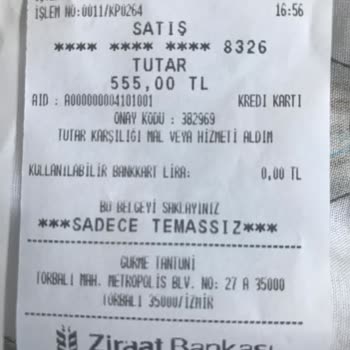 İŞLEM NO:0011/KP0264 16:56
SATIŞ
**** **** **** 8326
TUTAR
555,00 TL
AID : A000000004101001 KREDI KARTI
ONAY KODU : 382969
TUTAR KARŞILIĞI MAL VEYA HİZMETİ ALDIM
KULLANILABİLİR BANKKART LİRA: 0,00 TL
BU BELGEYİ SAKLAYINIZ
***SADECE TEMASSIZ***
GURME TANTUNİ
TORBALI MAH. METROPOLİS BLV. NO: 27 A 35000
TORBALI 35000/İZMİR
Ziraat Bankası